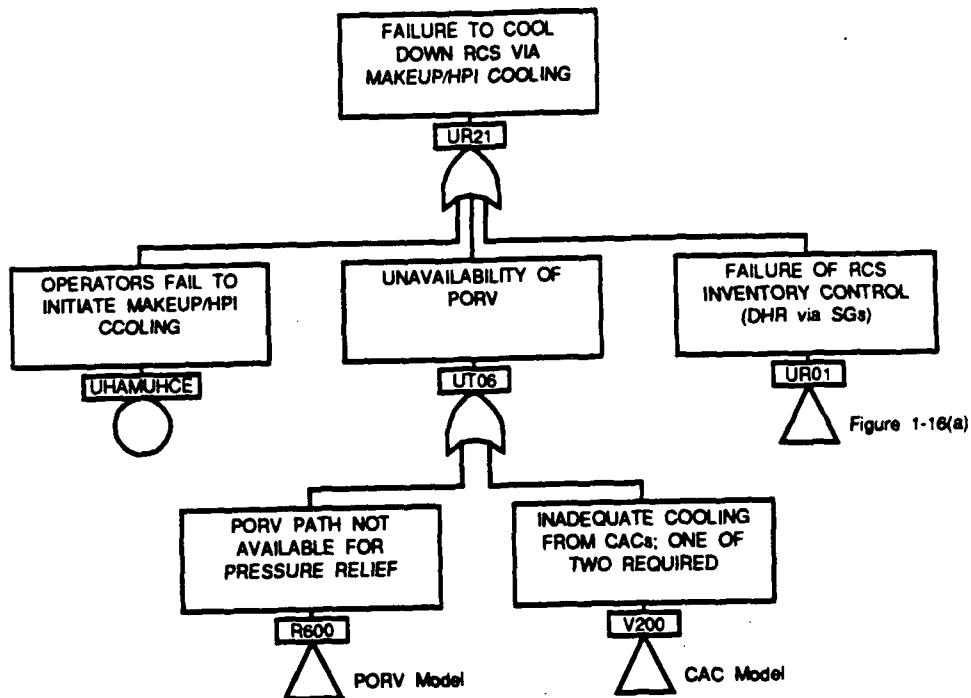 FAILURE TO COOL
DOWN RCS VIA
MAKEUP/HPI COOLING
UR21
OPERATORS FAIL TO
INITIATE MAKEUP/HPI
CCOLING
UHAMUHCE
UNAVAILABILITY OF
PORV
UT06
FAILURE OF RCS
INVENTORY CONTROL
(DHR via SGs)
UR01
Figure 1-16(a)
PORV PATH NOT
AVAILABLE FOR
PRESSURE RELIEF
R600
PORV Model
INADEQUATE COOLING
FROM CACs; ONE OF
TWO REQUIRED
V200
CAC Model